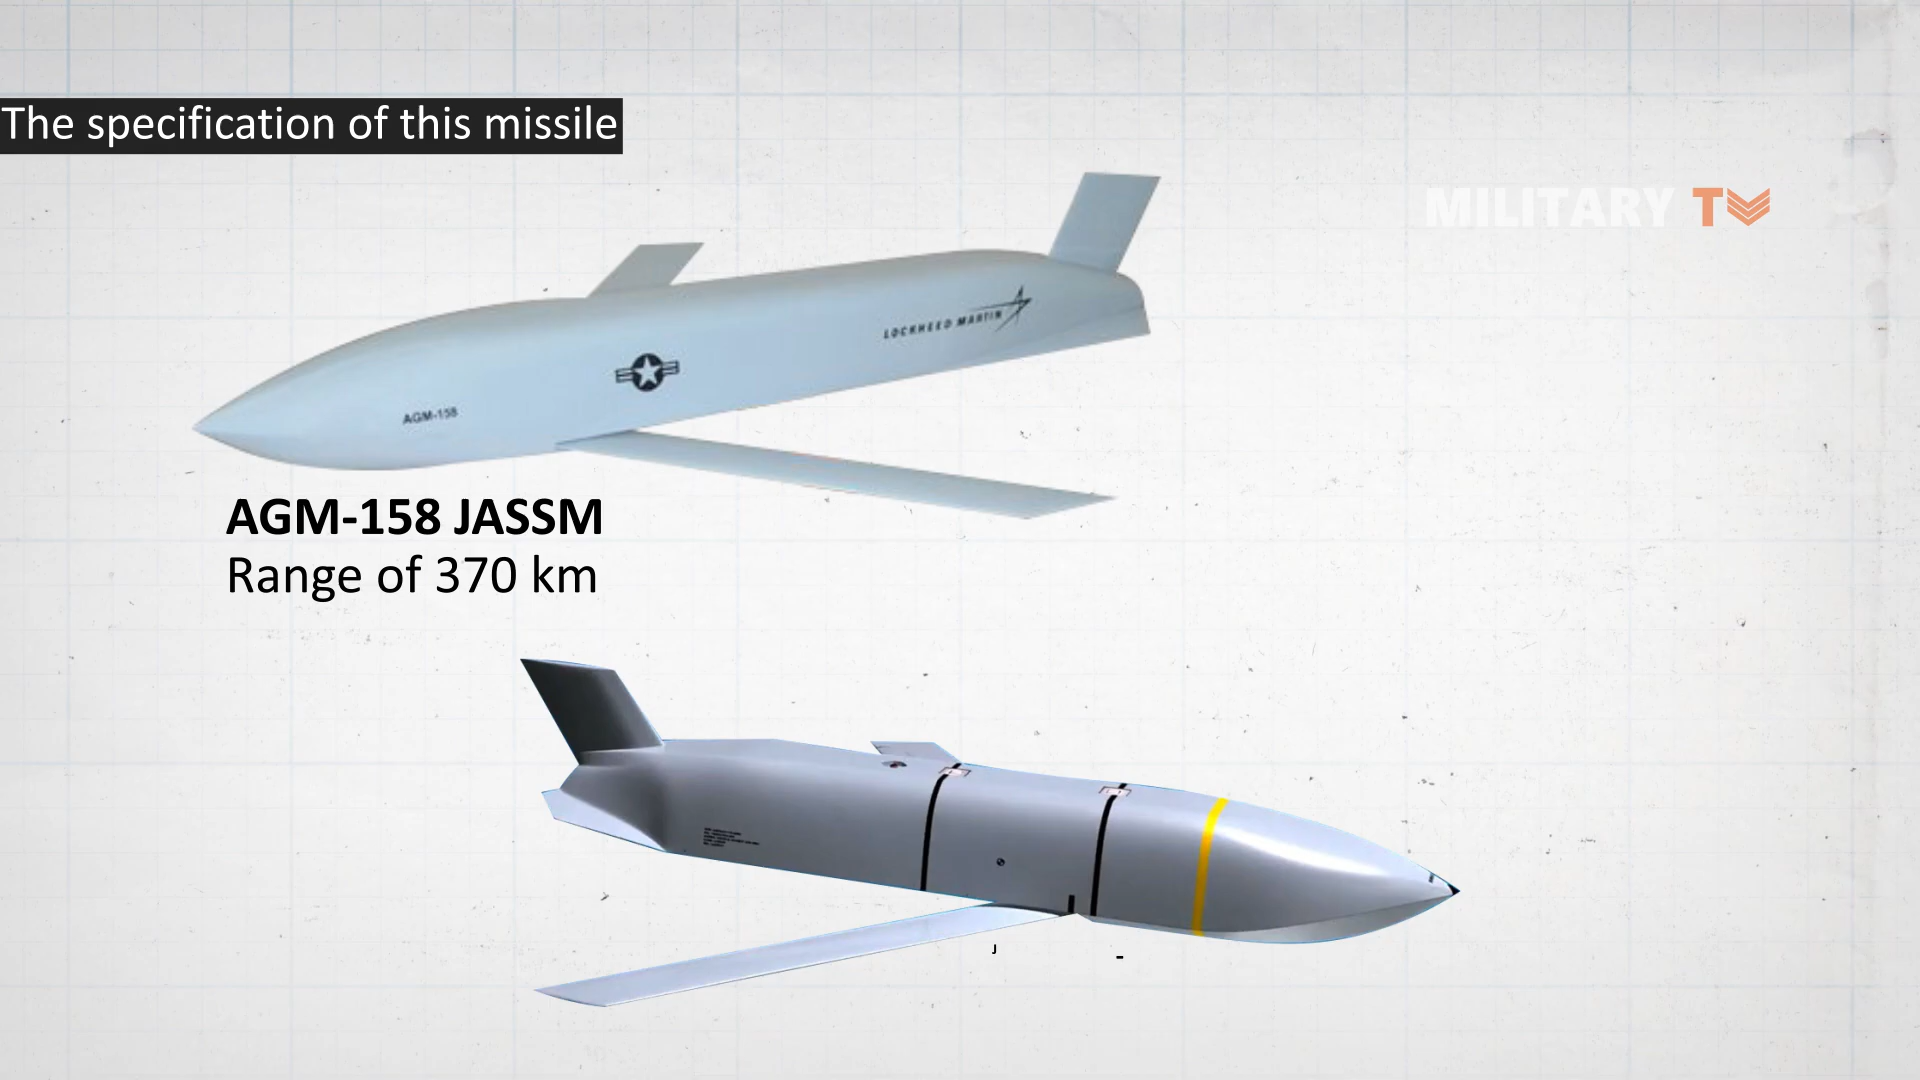 The specification of this missile
MILITARY TV
LOCKHEED MARTIN
AGM-158
AGM-158 JASSM
Range of 370 km
J
-